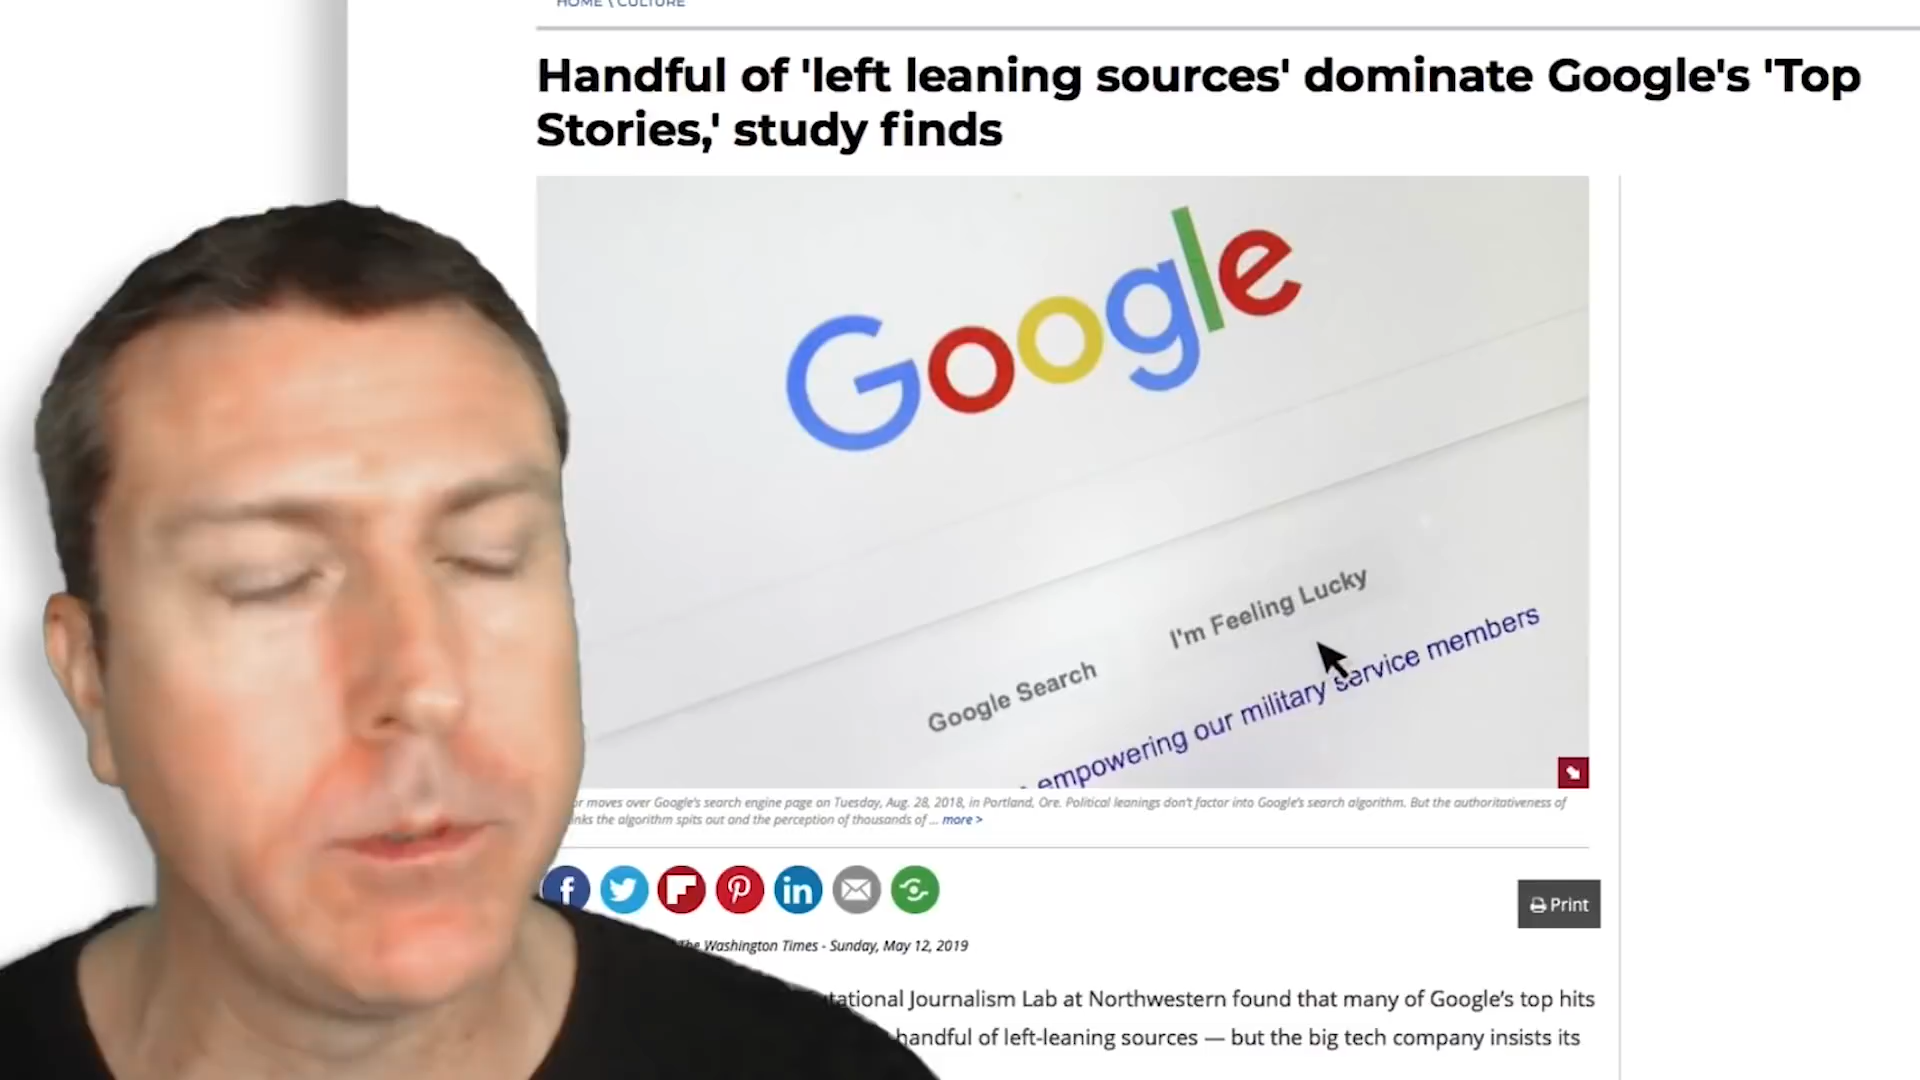 HOME \ CULTURE
Handful of 'left leaning sources' dominate Google's 'Top
Stories,' study finds
Google
I'm Feeling Lucky
Google Search
empowering our military service members
moves over Google's search engine page on Tuesday, Aug. 28, 2018, in Portland, Ore. Political leanings don't factor into Google's search algorithm. But the authoritativeness of
the algorithm spits out and the perception of thousands of ... more >
Print
The Washington Times - Sunday, May 12, 2019
Journalism Lab at Northwestern found that many of Google's top hits
handful of left-leaning sources — but the big tech company insists its